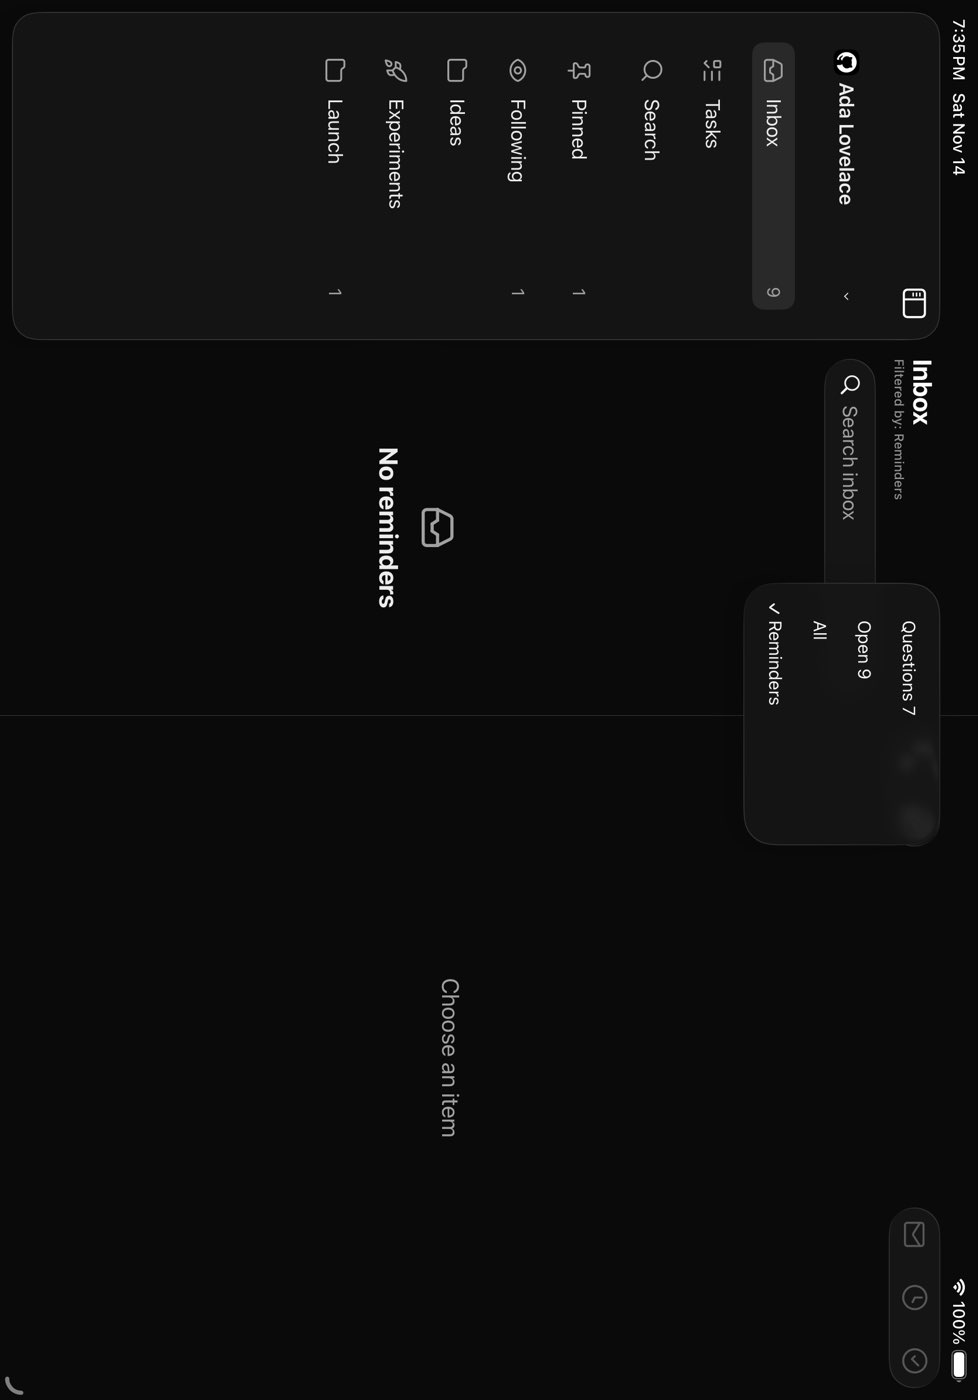 7:35 PM Sat Nov 14
100%
Ada Lovelace
Inbox 9
Tasks
Search
Pinned 1
Following 1
Ideas
Experiments
Launch 1
Inbox
Filtered by: Reminders
Search inbox
Questions 7
Open 9
All
Reminders
No reminders
Choose an item